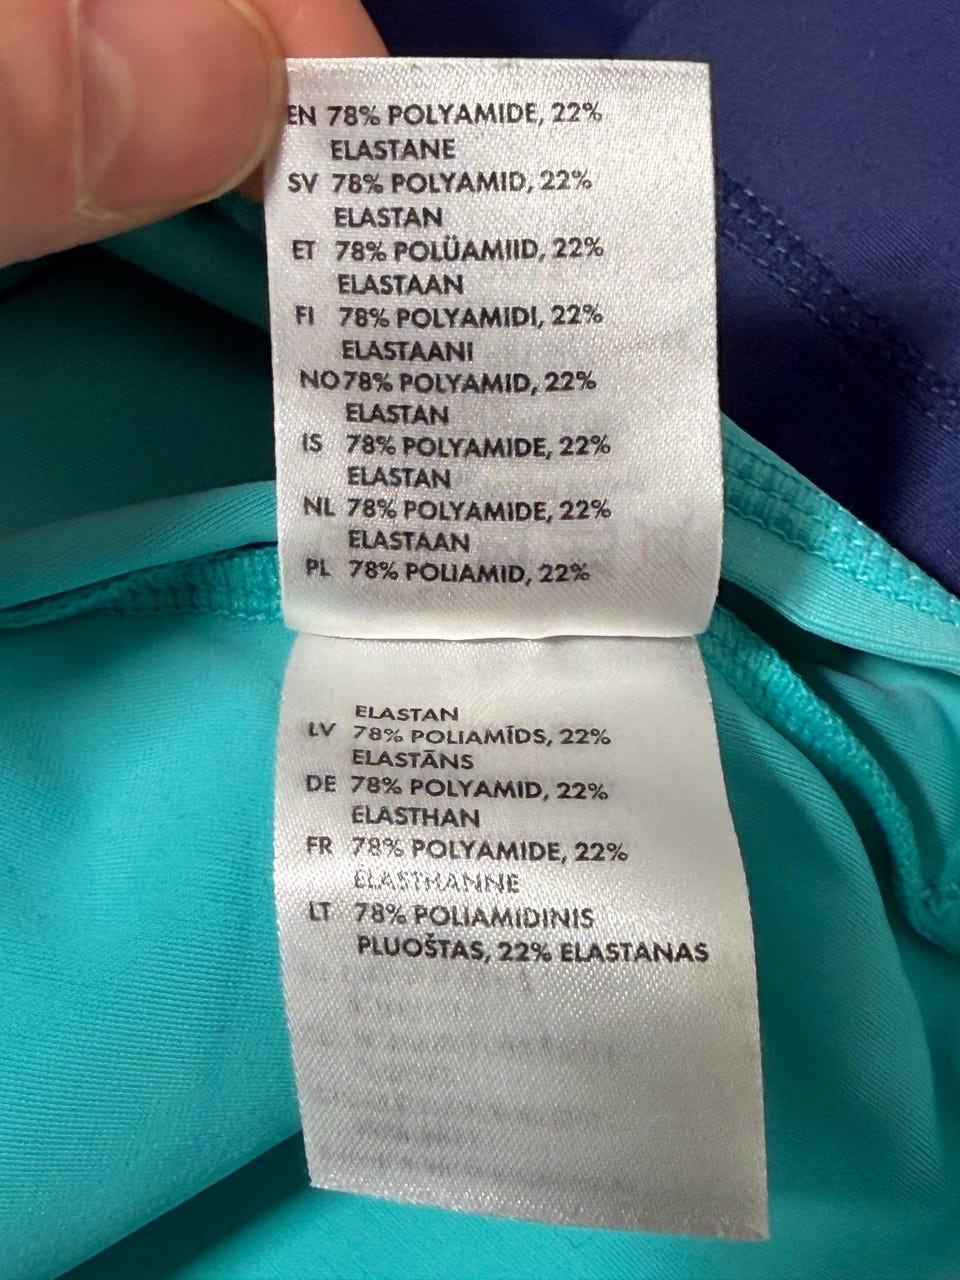 EN 78% POLYAMIDE, 22%
ELASTANE
SV 78% POLYAMID, 22%
ELASTAN
ET 78% POLÜAMIID, 22%
ELASTAAN
FI 78% POLYAMIDI, 22%
ELASTAANI
NO 78% POLYAMID, 22%
ELASTAN
IS 78% POLYAMIDE, 22%
ELASTAN
NL 78% POLYAMIDE, 22%
ELASTAAN
PL 78% POLIAMID, 22%
ELASTAN
LV 78% POLIAMĪDS, 22%
ELASTĀNS
DE 78% POLYAMID, 22%
ELASTHAN
FR 78% POLYAMIDE, 22%
ELASTHANNE
LT 78% POLIAMIDINIS
PLUOŠTAS, 22% ELASTANAS